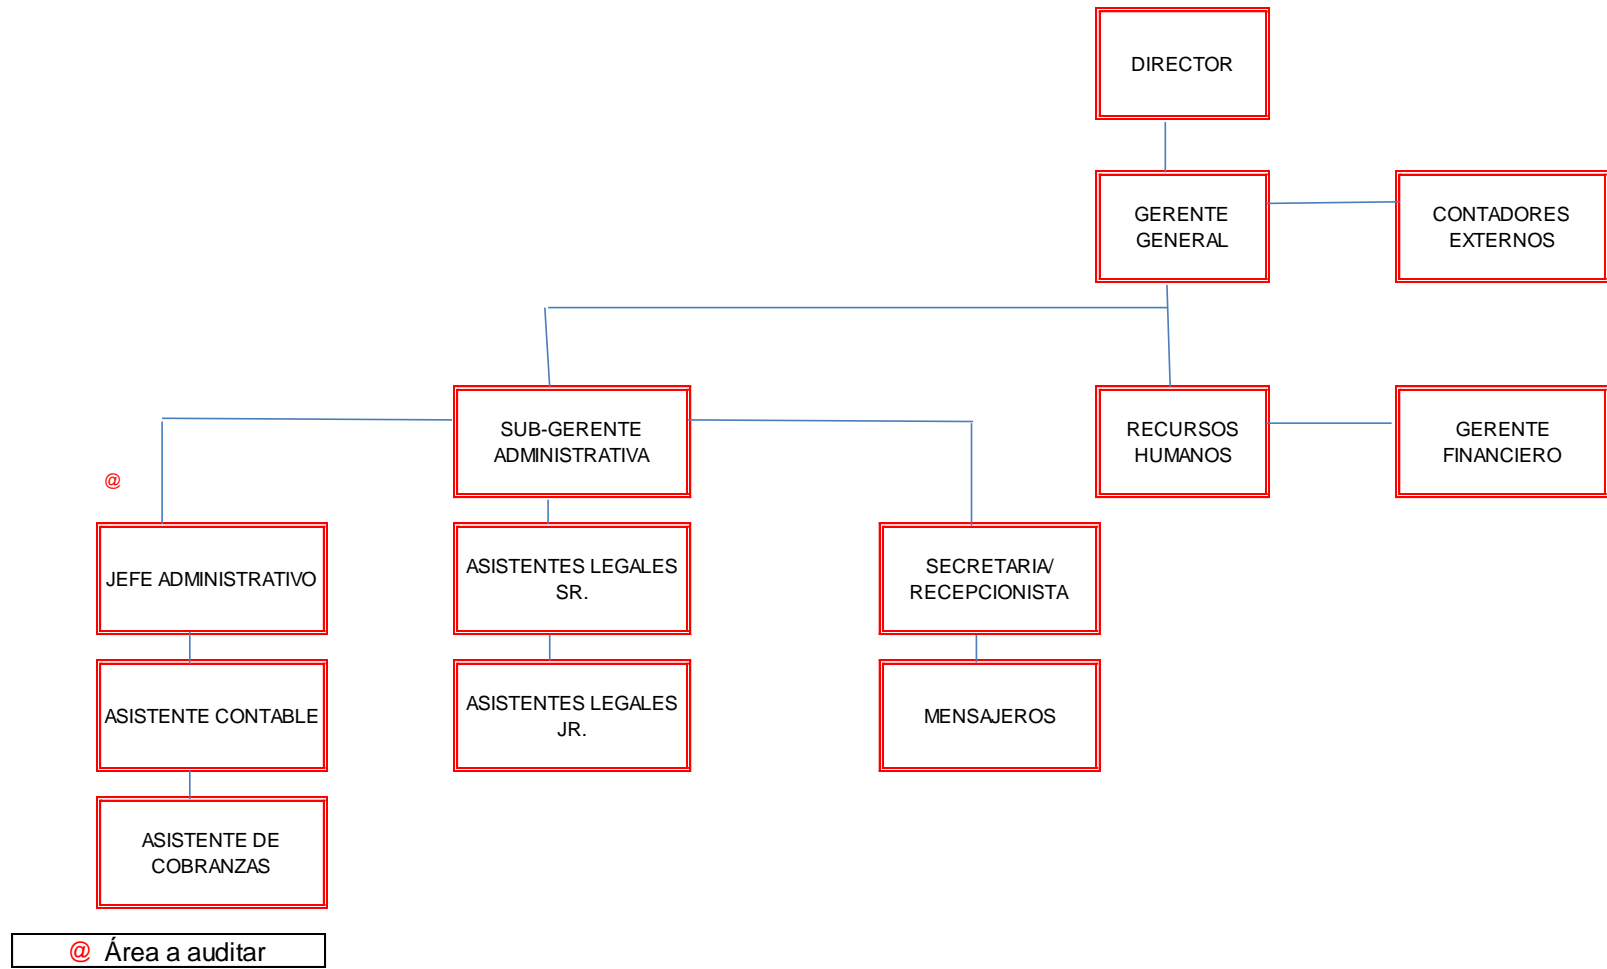 DIRECTOR
GERENTE
GENERAL
CONTADORES
EXTERNOS
SUB-GERENTE
ADMINISTRATIVA
RECURSOS
HUMANOS
GERENTE
FINANCIERO
@
JEFE ADMINISTRATIVO
ASISTENTES LEGALES
SR.
SECRETARIA/
RECEPCIONISTA
ASISTENTE CONTABLE
ASISTENTES LEGALES
JR.
MENSAJEROS
ASISTENTE DE
COBRANZAS
@ Área a auditar